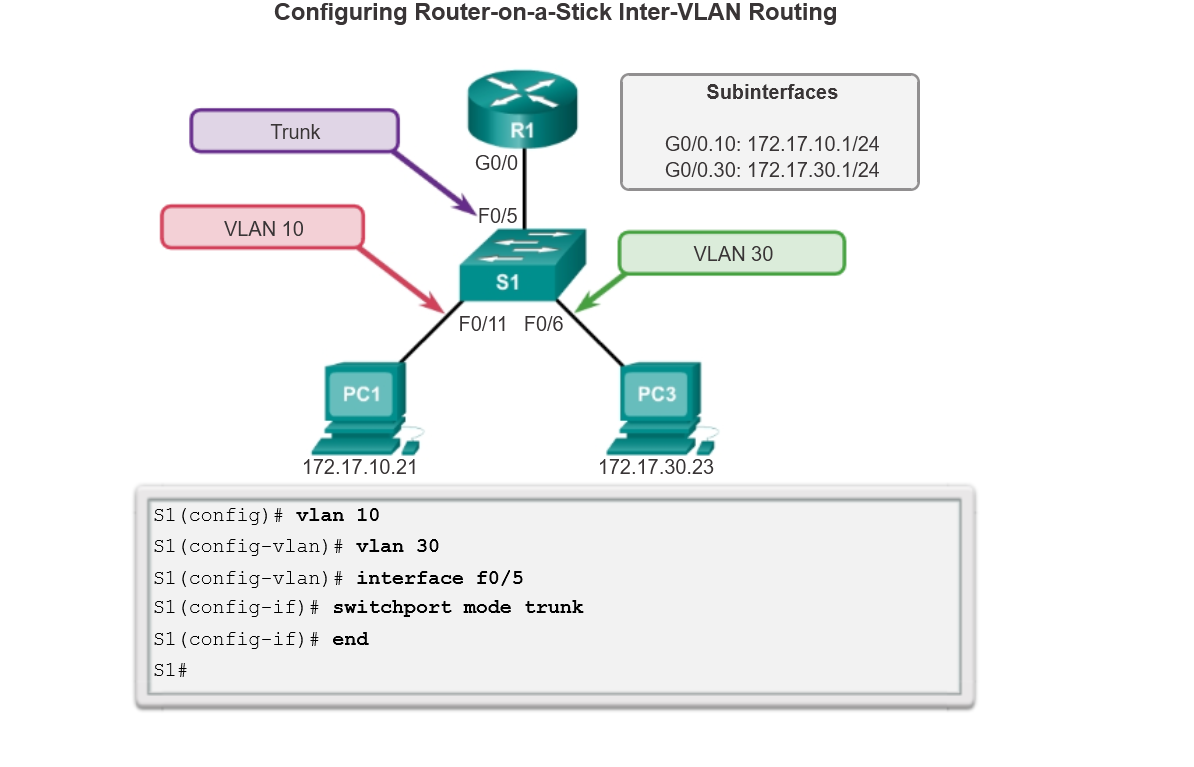 Configuring Router-on-a-Stick Inter-VLAN Routing
Subinterfaces
G0/0.10: 172.17.10.1/24
G0/0.30: 172.17.30.1/24
Trunk
R1
G0/0
F0/5
VLAN 10
VLAN 30
S1
F0/11 F0/6
PC1
PC3
172.17.10.21
172.17.30.23
S1(config)# vlan 10
S1(config-vlan)# vlan 30
S1(config-vlan)# interface f0/5
S1(config-if)# switchport mode trunk
S1(config-if)# end
S1#